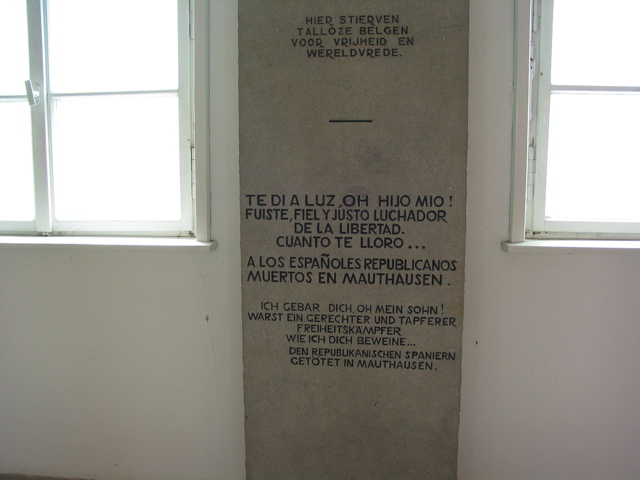 HIER STIERVEN
TALLOZE BELGEN
VOOR VRIJHEID EN
WERELDVREDE.
TE DI A LUZ, OH HIJO MIO!
FUISTE, FIEL Y JUSTO LUCHADOR
DE LA LIBERTAD.
CUANTO TE LLORO...
A LOS ESPAÑOLES REPUBLICANOS
MUERTOS EN MAUTHAUSEN.
ICH GEBAR DICH, OH MEIN SOHN!
WARST EIN GERECHTER UND TAPFERER
FREIHEITSKÄMPFER
WIE ICH DICH BEWEINE...
DEN REPUBLIKANISCHEN SPANIERN
GETÖTET IN MAUTHAUSEN.